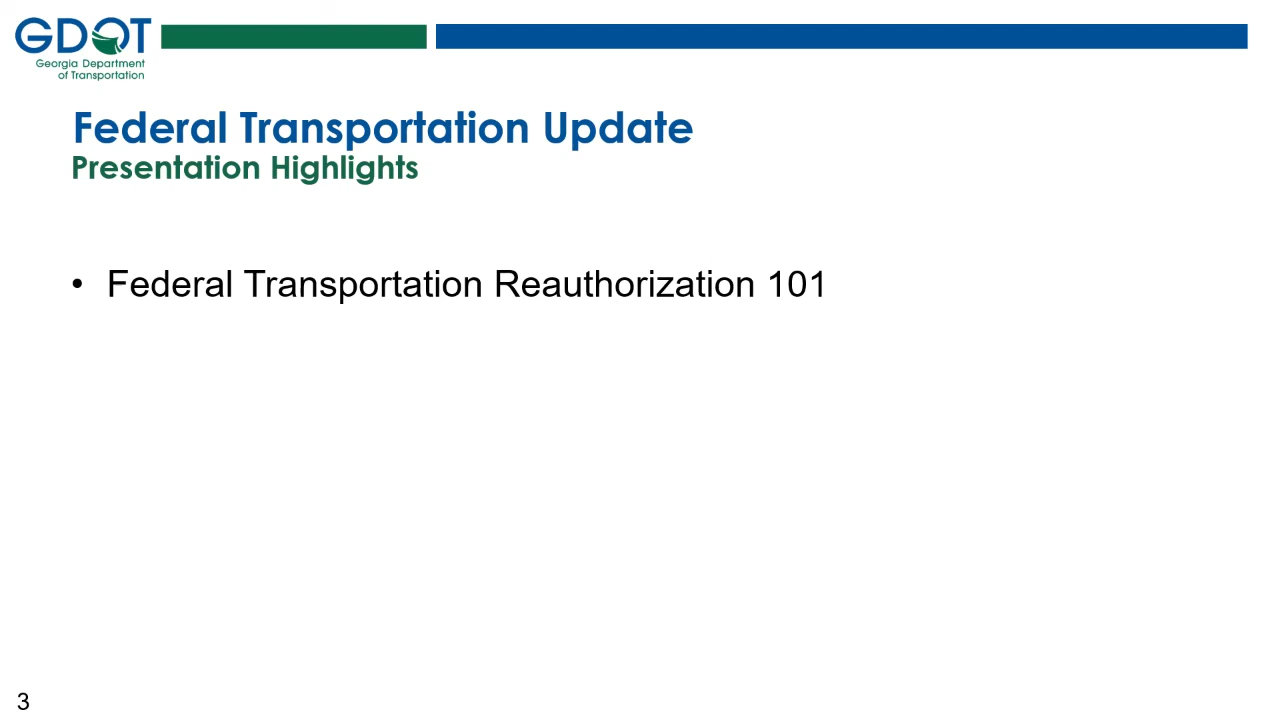 GDOT
Georgia Department
of Transportation
Federal Transportation Update
Presentation Highlights
• Federal Transportation Reauthorization 101
3